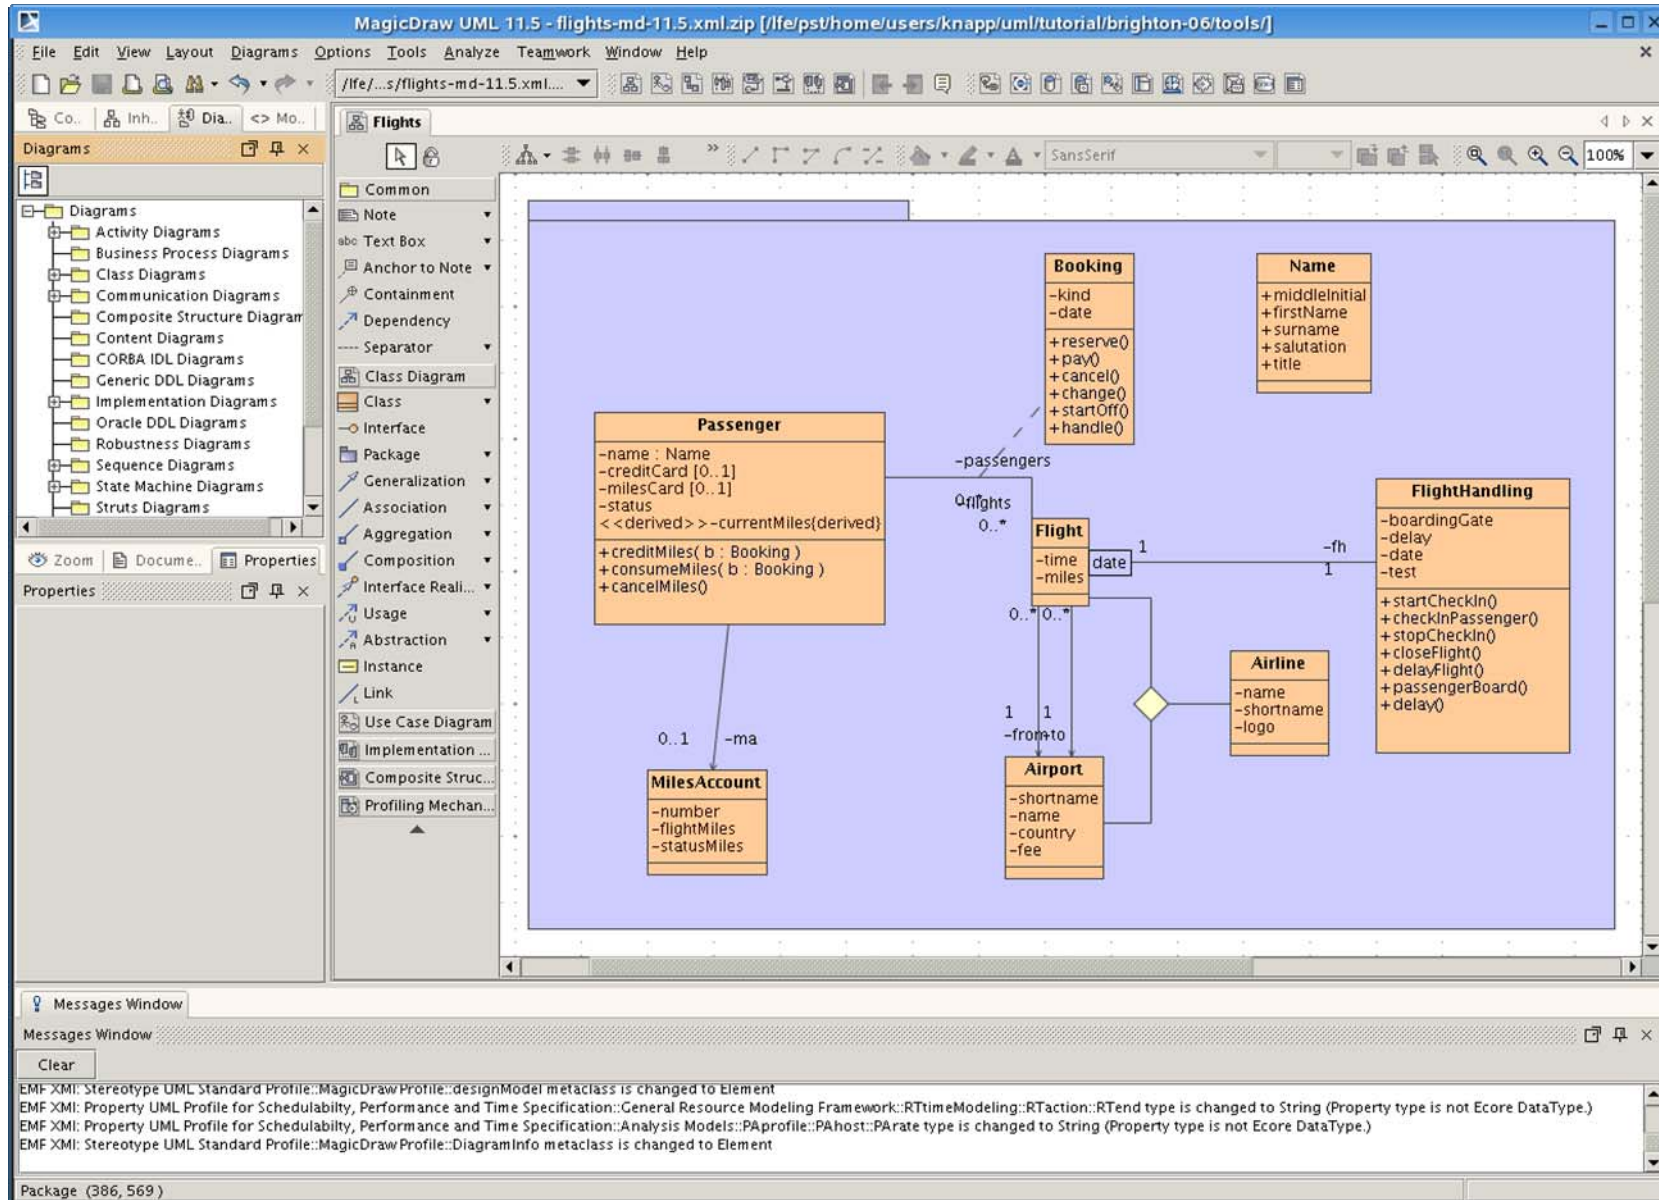 MagicDraw UML 11.5 - flights-md-11.5.xml.zip [/lfe/pst/home/users/knapp/uml/tutorial/brighton-06/tools/]
File Edit View Layout Diagrams Options Tools Analyze Teamwork Window Help
/lfe/...s/flights-md-11.5.xml....
Co.. Inh.. Dia.. <> Mo..
Diagrams
Diagrams
Activity Diagrams
Business Process Diagrams
Class Diagrams
Communication Diagrams
Composite Structure Diagram
Content Diagrams
CORBA IDL Diagrams
Generic DDL Diagrams
Implementation Diagrams
Oracle DDL Diagrams
Robustness Diagrams
Sequence Diagrams
State Machine Diagrams
Struts Diagrams
Zoom Docume.. Properties
Properties
Flights
SansSerif 100%
Common
Note
abc Text Box
Anchor to Note
Containment
Dependency
Separator
Class Diagram
Class
Interface
Package
Generalization
Association
Aggregation
Composition
Interface Reali...
Usage
Abstraction
Instance
Link
Use Case Diagram
Implementation ...
Composite Struc...
Profiling Mechan...
Booking
-kind
-date
+reserve()
+pay()
+cancel()
+change()
+startOff()
+handle()
Name
+middleInitial
+firstName
+surname
+salutation
+title
Passenger
-name : Name
-creditCard [0..1]
-milesCard [0..1]
-status
<<derived>>-currentMiles{derived}
+creditMiles( b : Booking )
+consumeMiles( b : Booking )
+cancelMiles()
-passengers
0..*
-flights
0..*
Flight
-time
-miles
date
1
-fh
1
FlightHandling
-boardingGate
-delay
-date
-test
+startCheckIn()
+checkInPassenger()
+stopCheckIn()
+closeFlight()
+delayFlight()
+passengerBoard()
+delay()
0..* 0..*
Airline
-name
-shortname
-logo
1 1
-from -to
0..1 -ma
MilesAccount
-number
-flightMiles
-statusMiles
Airport
-shortname
-name
-country
-fee
Messages Window
Messages Window
Clear
EMF XMI: Stereotype UML Standard Profile::MagicDraw Profile::designModel metaclass is changed to Element
EMF XMI: Property UML Profile for Schedulabilty, Performance and Time Specification::General Resource Modeling Framework::RTtimeModeling::RTaction::RTend type is changed to String (Property type is not Ecore DataType.)
EMF XMI: Property UML Profile for Schedulabilty, Performance and Time Specification::Analysis Models::PAprofile::PAhost::PArate type is changed to String (Property type is not Ecore DataType.)
EMF XMI: Stereotype UML Standard Profile::MagicDraw Profile::DiagramInfo metaclass is changed to Element
Package (386, 569 )